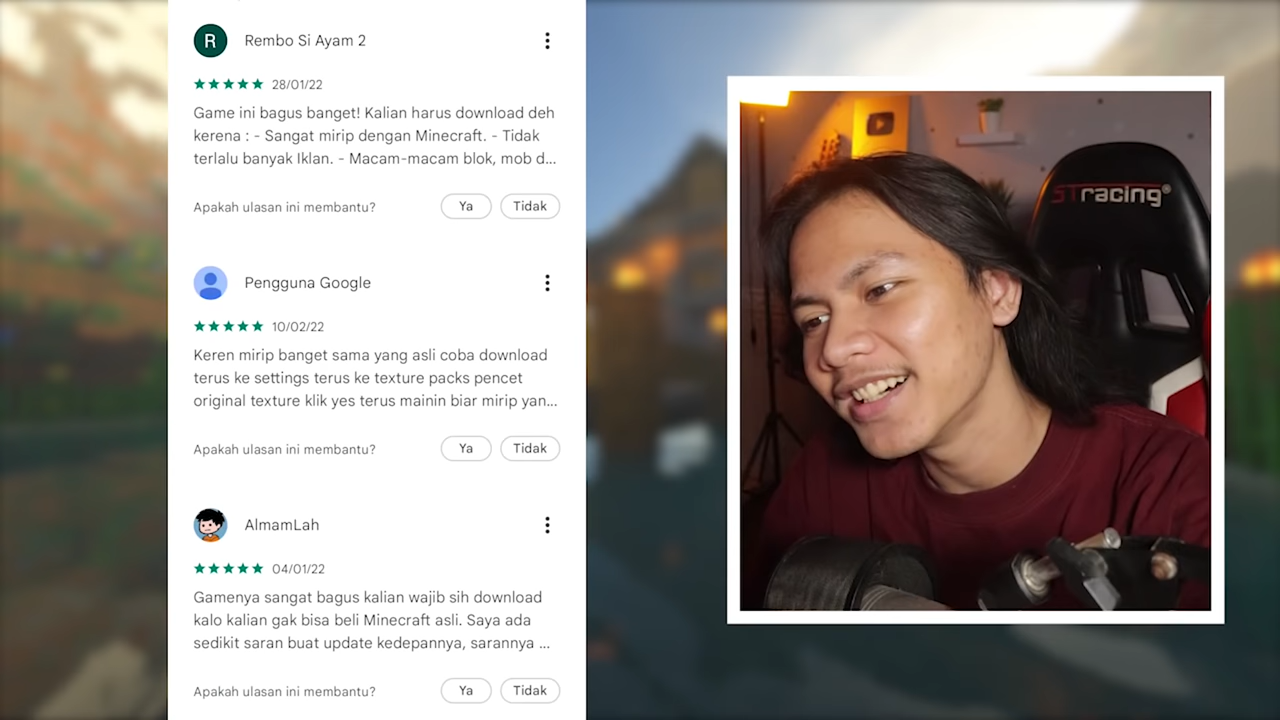 R
Rembo Si Ayam 2
28/01/22
Game ini bagus banget! Kalian harus download deh
kerena : - Sangat mirip dengan Minecraft. - Tidak
terlalu banyak Iklan. - Macam-macam blok, mob d...
Apakah ulasan ini membantu?
Ya
Tidak
Pengguna Google
10/02/22
Keren mirip banget sama yang asli coba download
terus ke settings terus ke texture packs pencet
original texture klik yes terus mainin biar mirip yan...
Apakah ulasan ini membantu?
Ya
Tidak
AlmamLah
04/01/22
Gamenya sangat bagus kalian wajib sih download
kalo kalian gak bisa beli Minecraft asli. Saya ada
sedikit saran buat update kedepannya, sarannya ...
Apakah ulasan ini membantu?
Ya
Tidak
STracing®